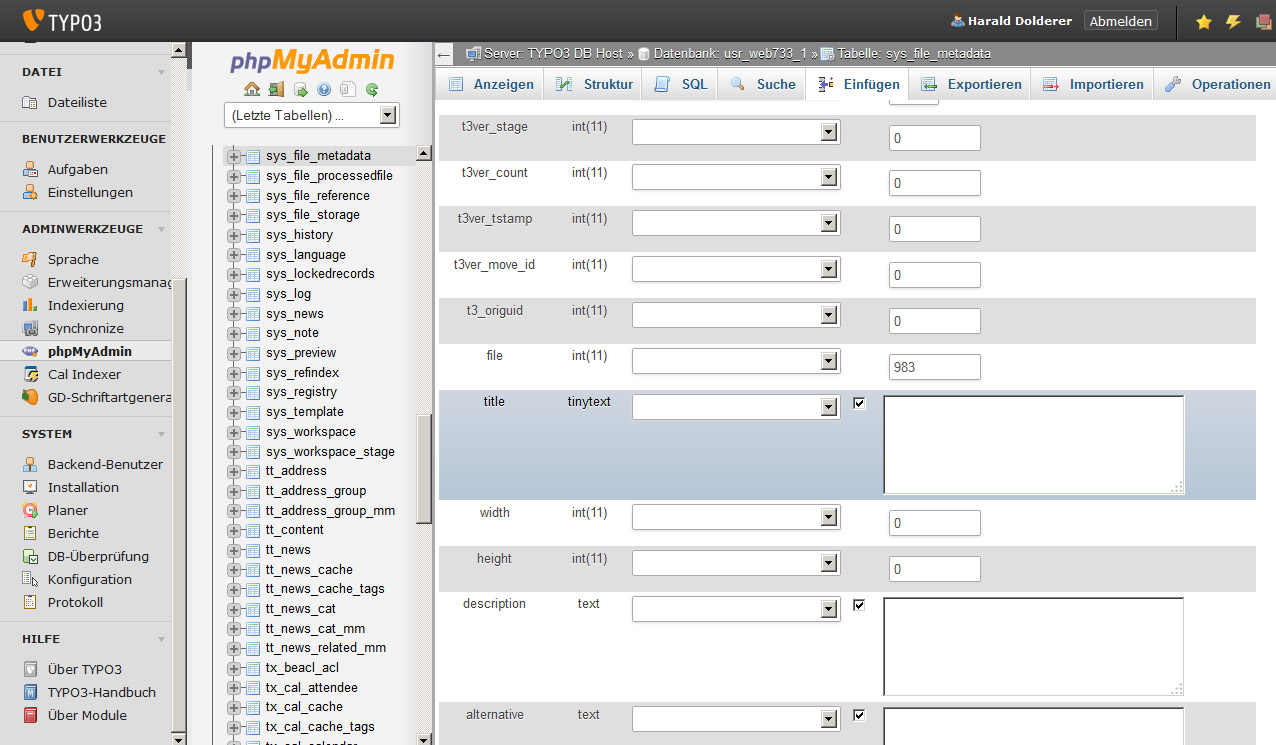 TYPO3
Harald Dolderer
Abmelden
DATEI
Dateiliste
BENUTZERWERKZEUGE
Aufgaben
Einstellungen
ADMINWERKZEUGE
Sprache
Erweiterungsmanag
Indexierung
Synchronize
phpMyAdmin
Cal Indexer
GD-Schriftartgenera
SYSTEM
Backend-Benutzer
Installation
Planer
Berichte
DB-Überprüfung
Konfiguration
Protokoll
HILFE
Über TYPO3
TYPO3-Handbuch
Über Module
phpMyAdmin
(Letzte Tabellen) ...
sys_file_metadata
sys_file_processedfile
sys_file_reference
sys_file_storage
sys_history
sys_language
sys_lockedrecords
sys_log
sys_news
sys_note
sys_preview
sys_refindex
sys_registry
sys_template
sys_workspace
sys_workspace_stage
tt_address
tt_address_group
tt_address_group_mm
tt_content
tt_news
tt_news_cache
tt_news_cache_tags
tt_news_cat
tt_news_cat_mm
tt_news_related_mm
tx_beacl_acl
tx_cal_attendee
tx_cal_cache
tx_cal_cache_tags
tx_cal_calendar
← Server: TYPO3 DB Host » Datenbank: usr_web733_1 » Tabelle: sys_file_metadata
Anzeigen Struktur SQL Suche Einfügen Exportieren Importieren Operationen
t3ver_stage int(11) 0
t3ver_count int(11) 0
t3ver_tstamp int(11) 0
t3ver_move_id int(11) 0
t3_origuid int(11) 0
file int(11) 983
title tinytext
width int(11) 0
height int(11) 0
description text
alternative text